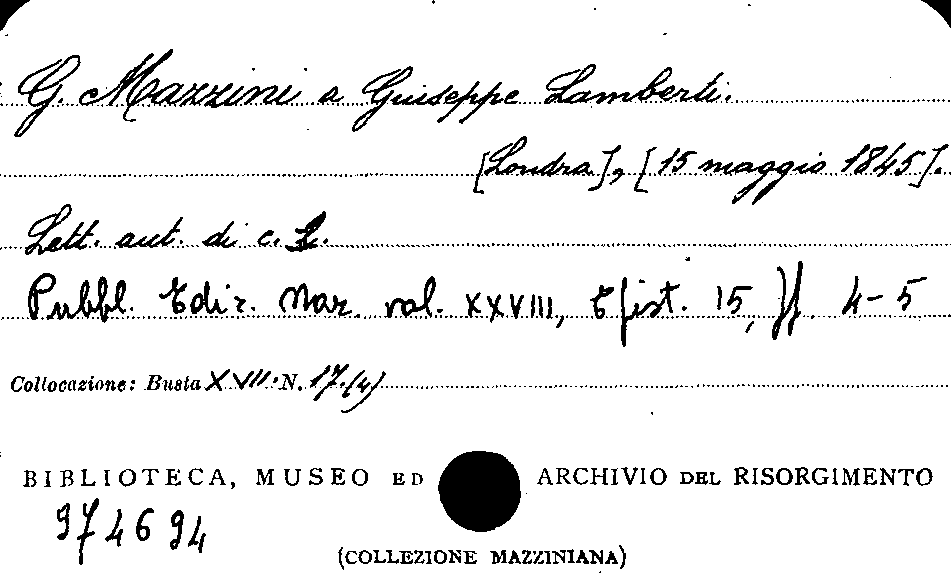 G. Mazzini a Giuseppe Lamberti.
[Londra], [15 maggio 1845].
Lett. aut. di c. 2.
Pubbl. Ediz. Naz. vol. XXVIII, Epist. 15, pp. 4-5
Collocazione: Busta XVII. N. 17.(4)
BIBLIOTECA, MUSEO ED ARCHIVIO DEL RISORGIMENTO
974694
(COLLEZIONE MAZZINIANA)